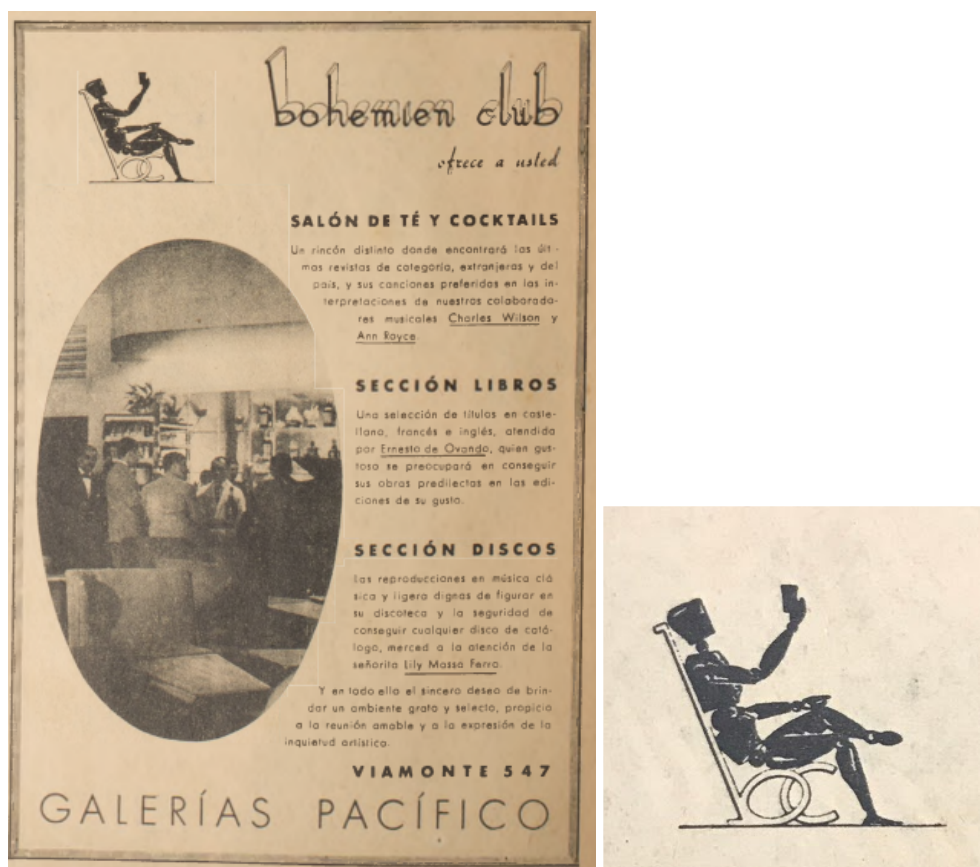 bohemien club
ofrece a usted
SALÓN DE TÉ Y COCKTAILS
Un rincón distinto donde encontrará las últi-
mas revistas de categoría, extranjeras y del
país, y sus canciones preferidas en las in-
terpretaciones de nuestros colaborado-
res musicales Charles Wilson y
Ann Royce.
SECCIÓN LIBROS
Una selección de títulos en caste-
llano, francés e inglés, atendida
por Ernesto de Ovando, quien gus-
toso se preocupará en conseguir
sus obras predilectas en las edi-
ciones de su gusto.
SECCIÓN DISCOS
Las reproducciones en música clá
sica y ligera dignas de figurar en
su discoteca y la seguridad de
conseguir cualquier disco de catá-
logo, merced a la atención de la
señorita Lily Massa Ferro.
Y en todo ello el sincero deseo de brin-
dar un ambiente grato y selecto, propicio
a la reunión amable y a la expresión de la
inquietud artística.
VIAMONTE 547
GALERÍAS PACÍFICO